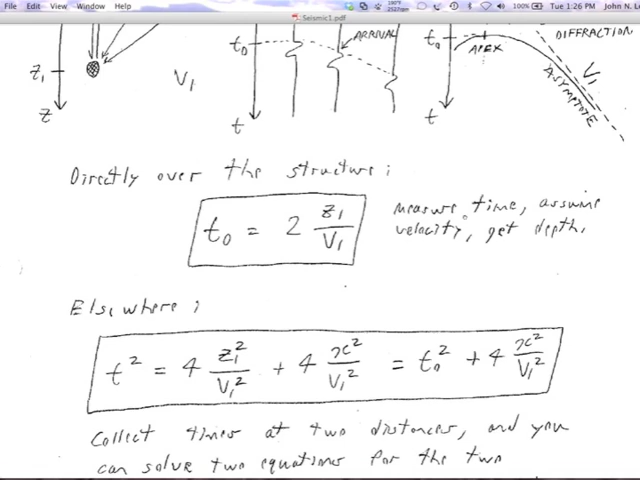 File Edit View Window Help
100% Tue 1:26 PM John N. Lo
Seismic1.pdf
t₀ ARRIVAL t₀ APEX DIFFRACTION
z₁ V₁ V₁
ASYMPTOTE
z t t
Directly over the structure:
t₀ = 2 z₁/V₁
measure time, assume
velocity, get depth.
Elsewhere:
t² = 4 z₁²/V₁² + 4 x²/V₁² = t₀² + 4 x²/V₁²
Collect times at two distances, and you
can solve two equations for the two